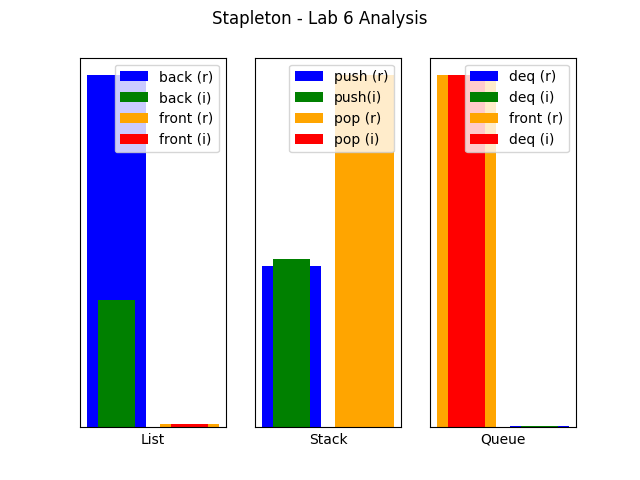 Stapleton - Lab 6 Analysis
back (r)
back (i)
front (r)
front (i)
List
push (r)
push(i)
pop (r)
pop (i)
Stack
deq (r)
deq (i)
front (r)
deq (i)
Queue